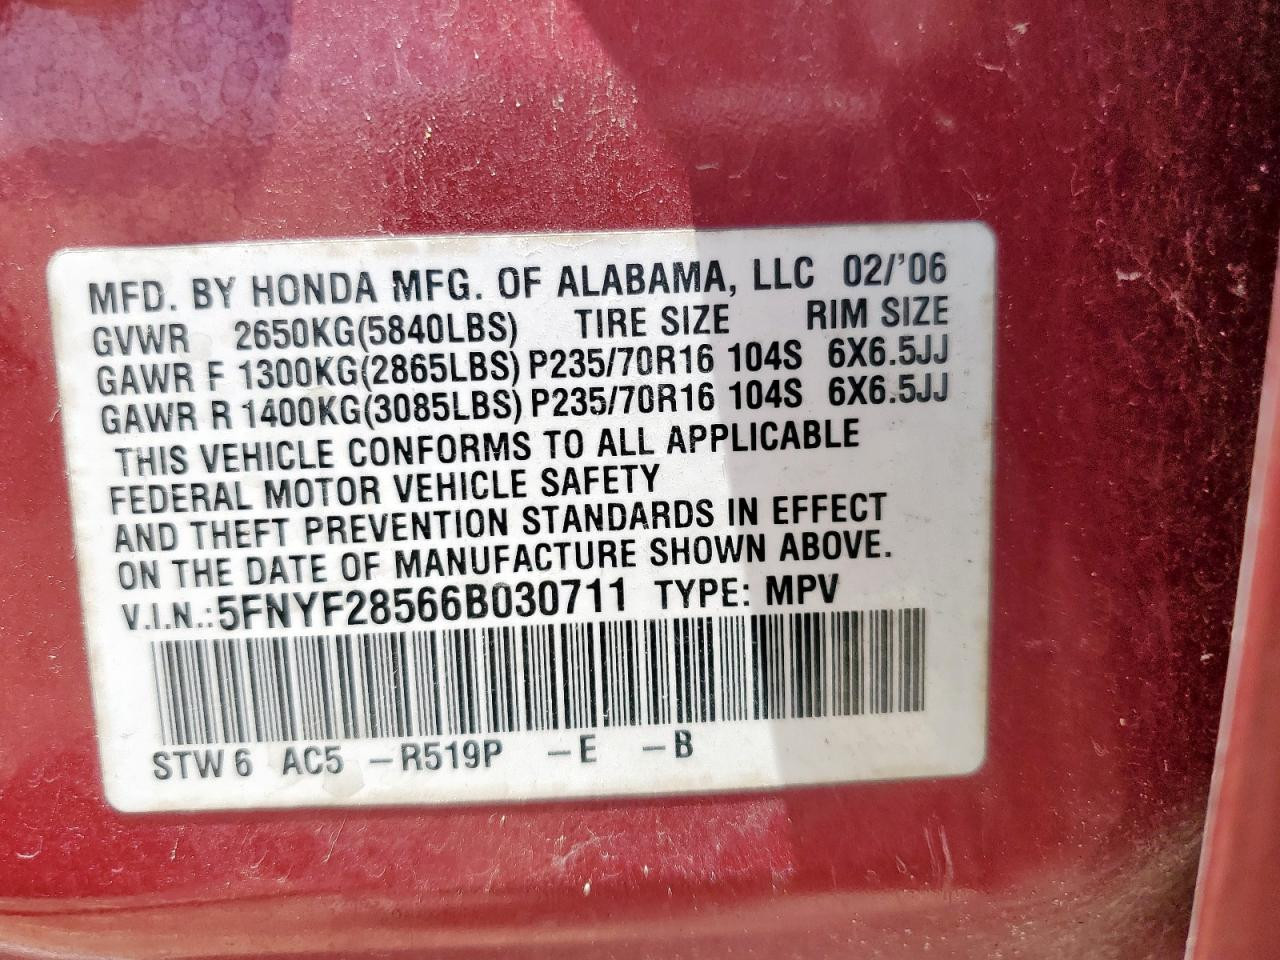 MFD. BY HONDA MFG. OF ALABAMA, LLC 02/'06
GVWR 2650KG(5840LBS) TIRE SIZE RIM SIZE
GAWR F 1300KG(2865LBS) P235/70R16 104S 6X6.5JJ
GAWR R 1400KG(3085LBS) P235/70R16 104S 6X6.5JJ
THIS VEHICLE CONFORMS TO ALL APPLICABLE
FEDERAL MOTOR VEHICLE SAFETY
AND THEFT PREVENTION STANDARDS IN EFFECT
ON THE DATE OF MANUFACTURE SHOWN ABOVE.
V.I.N.: 5FNYF28566B030711 TYPE: MPV
STW 6 AC5 –R519P –E –B